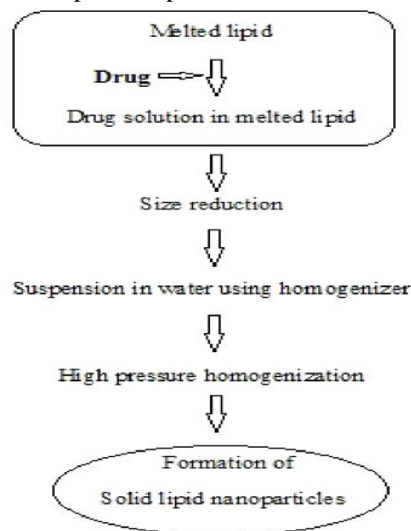 Melted lipid
Drug
Drug solution in melted lipid
Size reduction
Suspension in water using homogenizer
High pressure homogenization
Formation of
Solid lipid nanoparticles